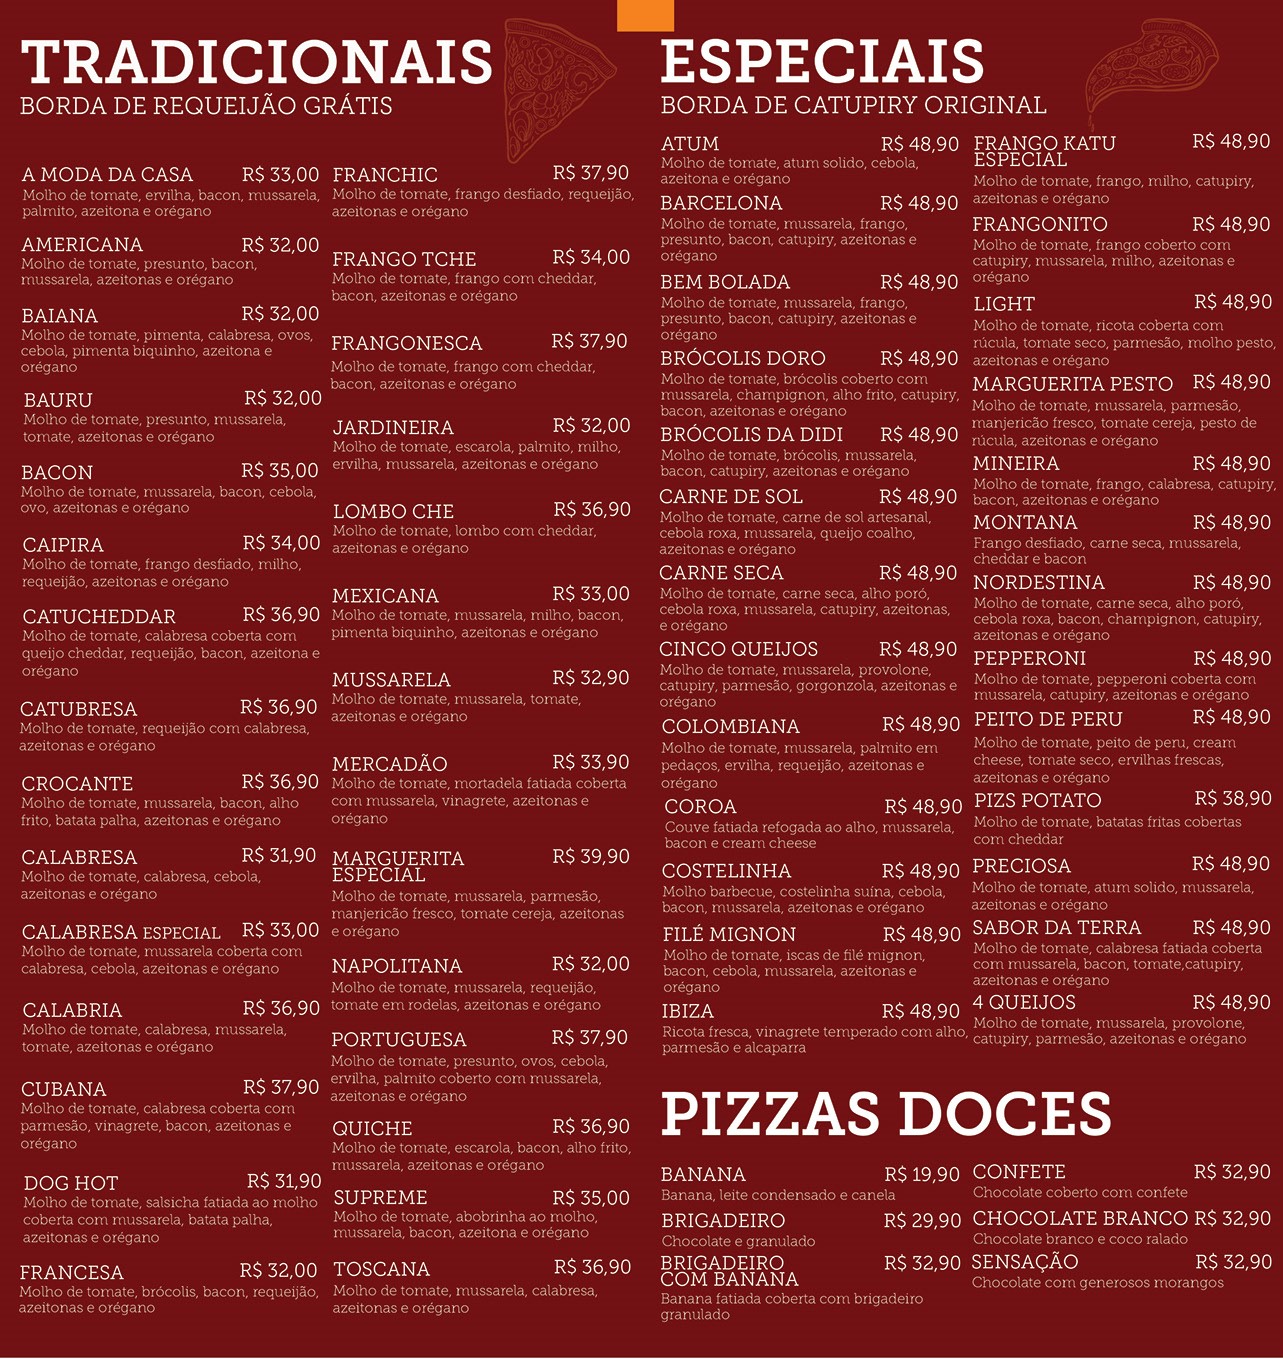 TRADICIONAIS
BORDA DE REQUEIJÃO GRÁTIS
A MODA DA CASA R$ 33,00
Molho de tomate, ervilha, bacon, mussarela,
palmito, azeitona e orégano
AMERICANA R$ 32,00
Molho de tomate, presunto, bacon,
mussarela, azeitonas e orégano
BAIANA R$ 32,00
Molho de tomate, pimenta, calabresa, ovos,
cebola, pimenta biquinho, azeitona e
orégano
BAURU R$ 32,00
Molho de tomate, presunto, mussarela,
tomate, azeitonas e orégano
BACON R$ 35,00
Molho de tomate, mussarela, bacon, cebola,
ovo, azeitonas e orégano
CAIPIRA R$ 34,00
Molho de tomate, frango desfiado, milho,
requeijão, azeitonas e orégano
CATUCHEDDAR R$ 36,90
Molho de tomate, calabresa coberta com
queijo cheddar, requeijão, bacon, azeitona e
orégano
CATUBRESA R$ 36,90
Molho de tomate, requeijão com calabresa,
azeitonas e orégano
CROCANTE R$ 36,90
Molho de tomate, mussarela, bacon, alho
frito, batata palha, azeitonas e orégano
CALABRESA R$ 31,90
Molho de tomate, calabresa, cebola,
azeitonas e orégano
CALABRESA ESPECIAL R$ 33,00
Molho de tomate, mussarela coberta com
calabresa, cebola, azeitonas e orégano
CALABRIA R$ 36,90
Molho de tomate, calabresa, mussarela,
tomate, azeitonas e orégano
CUBANA R$ 37,90
Molho de tomate, calabresa coberta com
parmesão, vinagrete, bacon, azeitonas e
orégano
DOG HOT R$ 31,90
Molho de tomate, salsicha fatiada ao molho
coberta com mussarela, batata palha,
azeitonas e orégano
FRANCESA R$ 32,00
Molho de tomate, brócolis, bacon, requeijão,
azeitonas e orégano
FRANCHIC R$ 37,90
Molho de tomate, frango desfiado, requeijão,
azeitonas e orégano
FRANGO TCHE R$ 34,00
Molho de tomate, frango com cheddar,
bacon, azeitonas e orégano
FRANGONESCA R$ 37,90
Molho de tomate, frango com cheddar,
bacon, azeitonas e orégano
JARDINEIRA R$ 32,00
Molho de tomate, escarola, palmito, milho,
ervilha, mussarela, azeitonas e orégano
LOMBO CHE R$ 36,90
Molho de tomate, lombo com cheddar,
azeitonas e orégano
MEXICANA R$ 33,00
Molho de tomate, mussarela, milho, bacon,
pimenta biquinho, azeitonas e orégano
MUSSARELA R$ 32,90
Molho de tomate, mussarela, tomate,
azeitonas e orégano
MERCADÃO R$ 33,90
Molho de tomate, mortadela fatiada coberta
com mussarela, vinagrete, azeitonas e
orégano
MARGUERITA R$ 39,90
ESPECIAL
Molho de tomate, mussarela, parmesão,
manjericão fresco, tomate cereja, azeitonas
e orégano
NAPOLITANA R$ 32,00
Molho de tomate, mussarela, requeijão,
tomate em rodelas, azeitonas e orégano
PORTUGUESA R$ 37,90
Molho de tomate, presunto, ovos, cebola,
ervilha, palmito coberto com mussarela,
azeitonas e orégano
QUICHE R$ 36,90
Molho de tomate, escarola, bacon, alho frito,
mussarela, azeitonas e orégano
SUPREME R$ 35,00
Molho de tomate, abobrinha ao molho,
mussarela, bacon, azeitona e orégano
TOSCANA R$ 36,90
Molho de tomate, mussarela, calabresa,
azeitonas e orégano
ESPECIAIS
BORDA DE CATUPIRY ORIGINAL
ATUM R$ 48,90
Molho de tomate, atum solido, cebola,
azeitona e orégano
BARCELONA R$ 48,90
Molho de tomate, mussarela, frango,
presunto, bacon, catupiry, azeitonas e
orégano
BEM BOLADA R$ 48,90
Molho de tomate, mussarela, frango,
presunto, bacon, catupiry, azeitonas e
orégano
BRÓCOLIS DORO R$ 48,90
Molho de tomate, brócolis coberto com
mussarela, champignon, alho frito, catupiry,
bacon, azeitonas e orégano
BRÓCOLIS DA DIDI R$ 48,90
Molho de tomate, brócolis, mussarela,
bacon, catupiry, azeitonas e orégano
CARNE DE SOL R$ 48,90
Molho de tomate, carne de sol artesanal,
cebola roxa, mussarela, queijo coalho,
azeitonas e orégano
CARNE SECA R$ 48,90
Molho de tomate, carne seca, alho poró,
cebola roxa, mussarela, catupiry, azeitonas,
e orégano
CINCO QUEIJOS R$ 48,90
Molho de tomate, mussarela, provolone,
catupiry, parmesão, gorgonzola, azeitonas e
orégano
COLOMBIANA R$ 48,90
Molho de tomate, mussarela, palmito em
pedaços, ervilha, requeijão, azeitonas e
orégano
COROA R$ 48,90
Couve fatiada refogada ao alho, mussarela,
bacon e cream cheese
COSTELINHA R$ 48,90
Molho barbecue, costelinha suína, cebola,
bacon, mussarela, azeitonas e orégano
FILÉ MIGNON R$ 48,90
Molho de tomate, iscas de filé mignon,
bacon, cebola, mussarela, azeitonas e
orégano
IBIZA R$ 48,90
Ricota fresca, vinagrete temperado com alho,
parmesão e alcaparra
FRANGO KATU R$ 48,90
ESPECIAL
Molho de tomate, frango, milho, catupiry,
azeitonas e orégano
FRANGONITO R$ 48,90
Molho de tomate, frango coberto com
catupiry, mussarela, milho, azeitonas e
orégano
LIGHT R$ 48,90
Molho de tomate, ricota coberta com
rúcula, tomate seco, parmesão, molho pesto,
azeitonas e orégano
MARGUERITA PESTO R$ 48,90
Molho de tomate, mussarela, parmesão,
manjericão fresco, tomate cereja, pesto de
rúcula, azeitonas e orégano
MINEIRA R$ 48,90
Molho de tomate, frango, calabresa, catupiry,
bacon, azeitonas e orégano
MONTANA R$ 48,90
Frango desfiado, carne seca, mussarela,
cheddar e bacon
NORDESTINA R$ 48,90
Molho de tomate, carne seca, alho poró,
cebola roxa, bacon, champignon, catupiry,
azeitonas e orégano
PEPPERONI R$ 48,90
Molho de tomate, pepperoni coberta com
mussarela, catupiry, azeitonas e orégano
PEITO DE PERU R$ 48,90
Molho de tomate, peito de peru, cream
cheese, tomate seco, ervilhas frescas,
azeitonas e orégano
PIZS POTATO R$ 38,90
Molho de tomate, batatas fritas cobertas
com cheddar
PRECIOSA R$ 48,90
Molho de tomate, atum solido, mussarela,
azeitonas e orégano
SABOR DA TERRA R$ 48,90
Molho de tomate, calabresa fatiada coberta
com mussarela, bacon, tomate,catupiry,
azeitonas e orégano
4 QUEIJOS R$ 48,90
Molho de tomate, mussarela, provolone,
catupiry, parmesão, azeitonas e orégano
PIZZAS DOCES
BANANA R$ 19,90
Banana, leite condensado e canela
BRIGADEIRO R$ 29,90
Chocolate e granulado
BRIGADEIRO R$ 32,90
COM BANANA
Banana fatiada coberta com brigadeiro
granulado
CONFETE R$ 32,90
Chocolate coberto com confete
CHOCOLATE BRANCO R$ 32,90
Chocolate branco e coco ralado
SENSAÇÃO R$ 32,90
Chocolate com generosos morangos